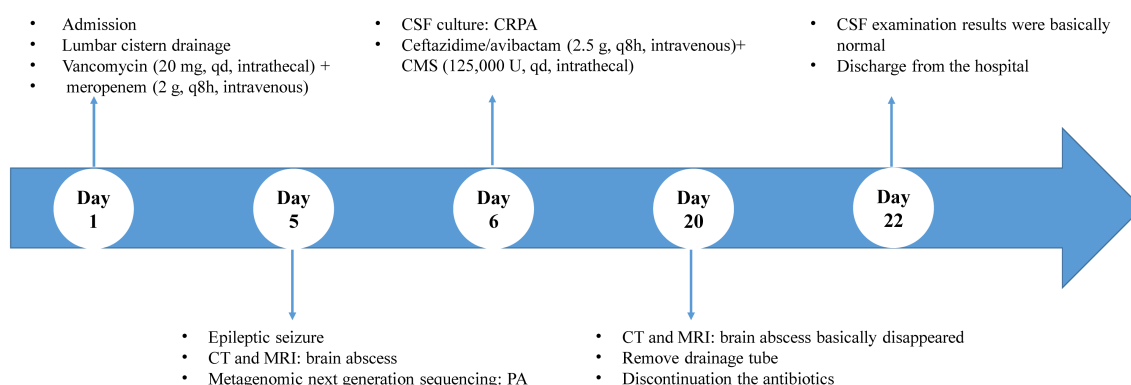 • Admission
• Lumbar cistern drainage
• Vancomycin (20 mg, qd, intrathecal) +
• meropenem (2 g, q8h, intravenous)
• CSF culture: CRPA
• Ceftazidime/avibactam (2.5 g, q8h, intravenous)+
CMS (125,000 U, qd, intrathecal)
• CSF examination results were basically
normal
• Discharge from the hospital
Day
1
Day
5
Day
6
Day
20
Day
22
• Epileptic seizure
• CT and MRI: brain abscess
• Metagenomic next generation sequencing: PA
• CT and MRI: brain abscess basically disappeared
• Remove drainage tube
• Discontinuation the antibiotics